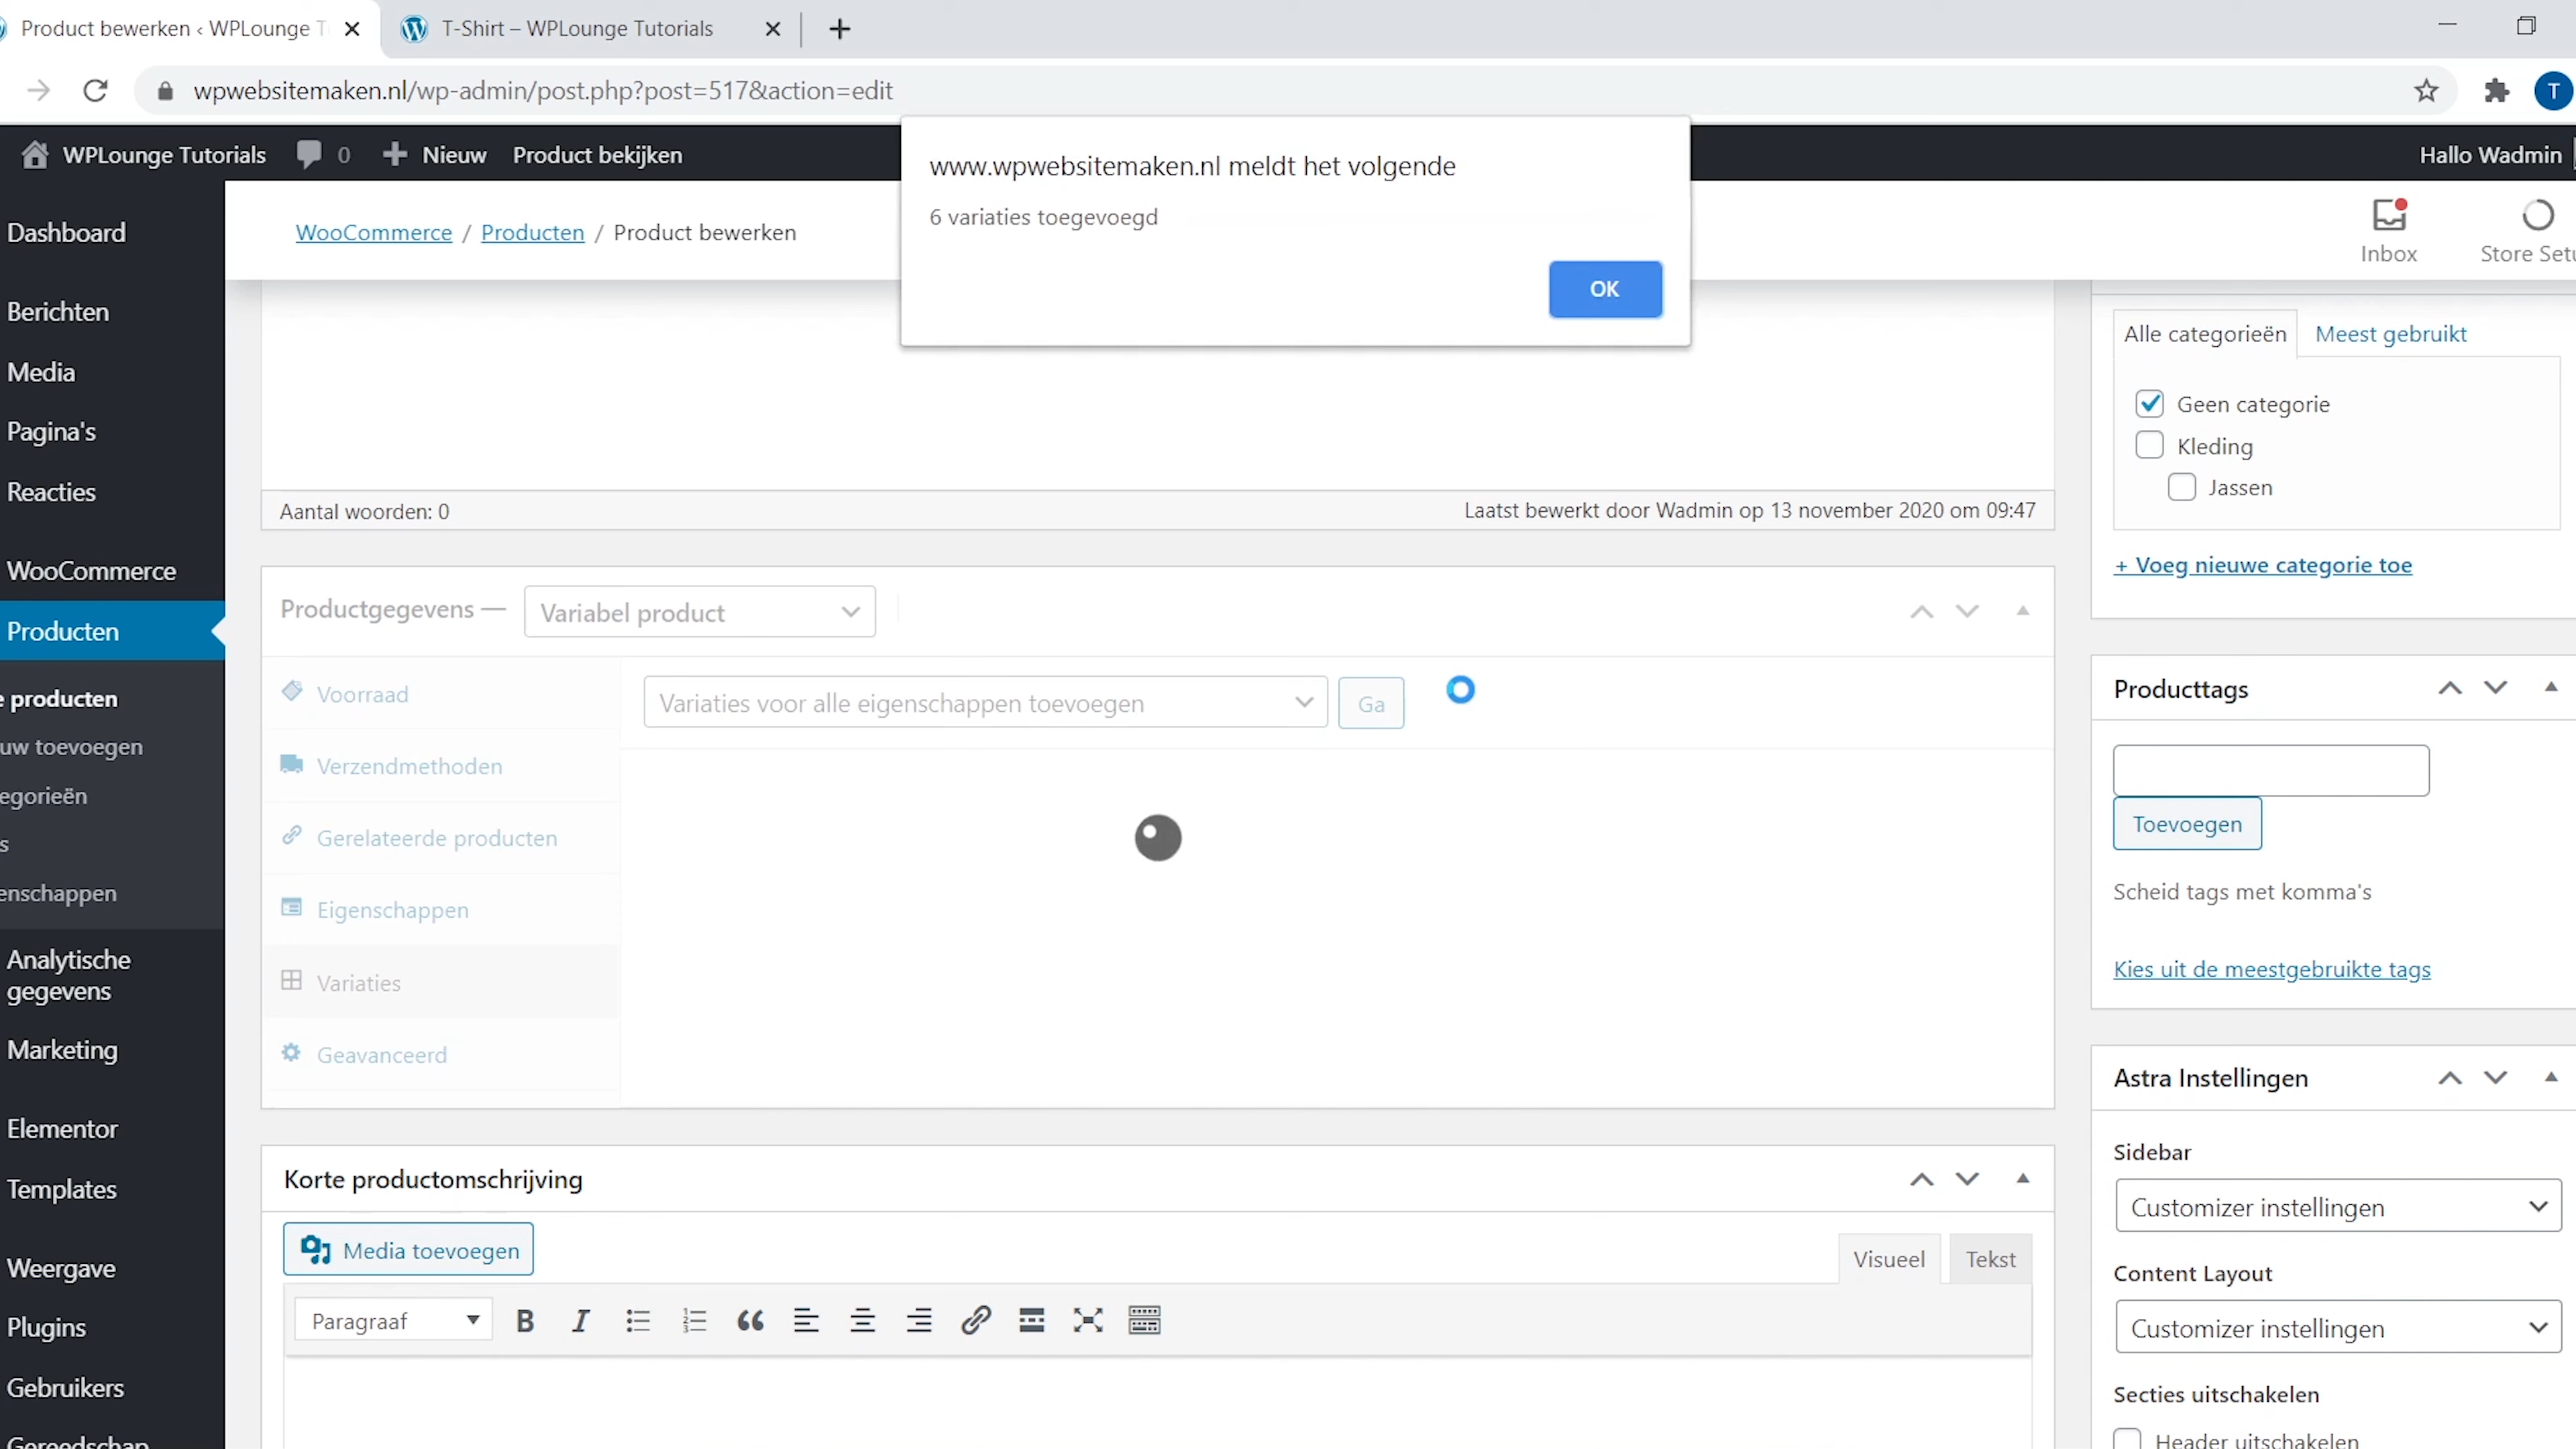 Product bewerken ‹ WPLounge T
T-Shirt – WPLounge Tutorials
wpwebsitemaken.nl/wp-admin/post.php?post=517&action=edit
T
WPLounge Tutorials
0
Nieuw
Product bekijken
Hallo Wadmin
www.wpwebsitemaken.nl meldt het volgende
6 variaties toegevoegd
OK
WooCommerce / Producten / Product bewerken
Inbox
Store Setu
Dashboard
Berichten
Media
Pagina's
Reacties
WooCommerce
Producten
e producten
uw toevoegen
egorieën
s
enschappen
Analytische
gegevens
Marketing
Elementor
Templates
Weergave
Plugins
Gebruikers
Gereedschap
Aantal woorden: 0
Laatst bewerkt door Wadmin op 13 november 2020 om 09:47
Productgegevens —
Variabel product
Voorraad
Verzendmethoden
Gerelateerde producten
Eigenschappen
Variaties
Geavanceerd
Variaties voor alle eigenschappen toevoegen
Ga
Korte productomschrijving
Media toevoegen
Visueel
Tekst
Paragraaf
B I
Alle categorieën
Meest gebruikt
Geen categorie
Kleding
Jassen
+ Voeg nieuwe categorie toe
Producttags
Toevoegen
Scheid tags met komma's
Kies uit de meestgebruikte tags
Astra Instellingen
Sidebar
Customizer instellingen
Content Layout
Customizer instellingen
Secties uitschakelen
Header uitschakelen